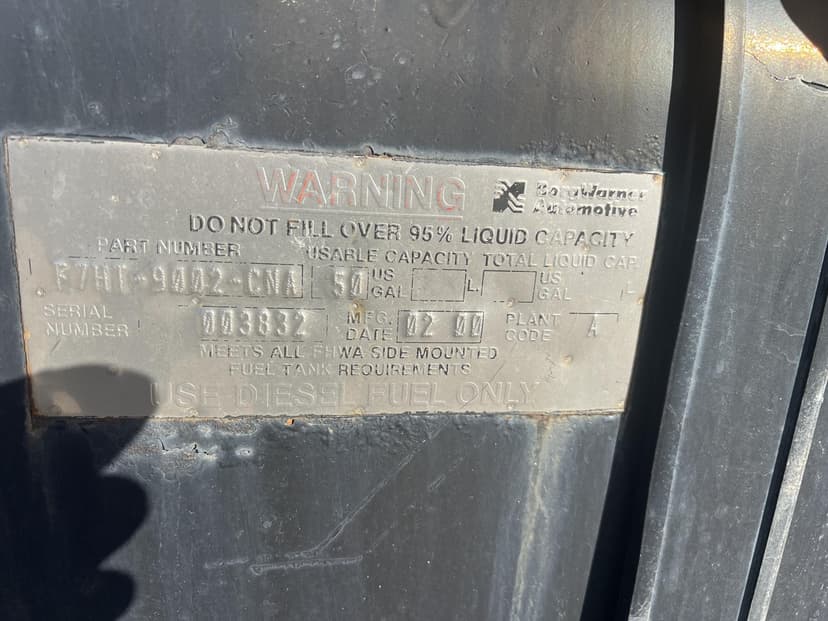 WARNING
BorgWarner
Automotive
DO NOT FILL OVER 95% LIQUID CAPACITY
PART NUMBER USABLE CAPACITY TOTAL LIQUID CAP.
F7HT-9002-CNA 50 US GAL L. US GAL L
SERIAL NUMBER 003832 MFG. DATE 02 00 PLANT CODE A
MEETS ALL FHWA SIDE MOUNTED
FUEL TANK REQUIREMENTS
USE DIESEL FUEL ONLY